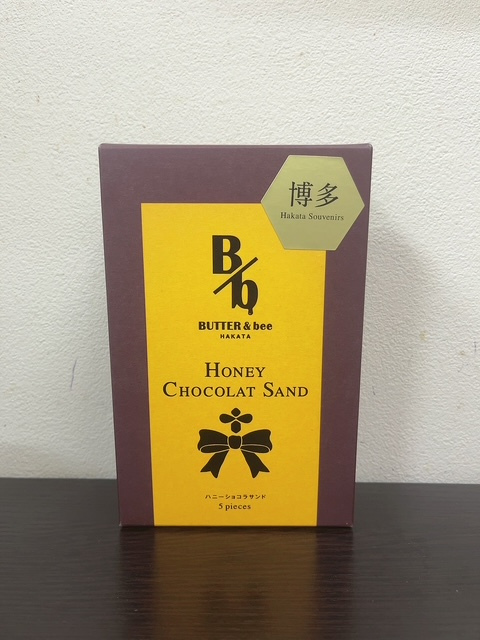 博多
Hakata Souvenirs
B/b
BUTTER & bee
HAKATA
HONEY
CHOCOLAT SAND
ハニーショコラサンド
5 pieces